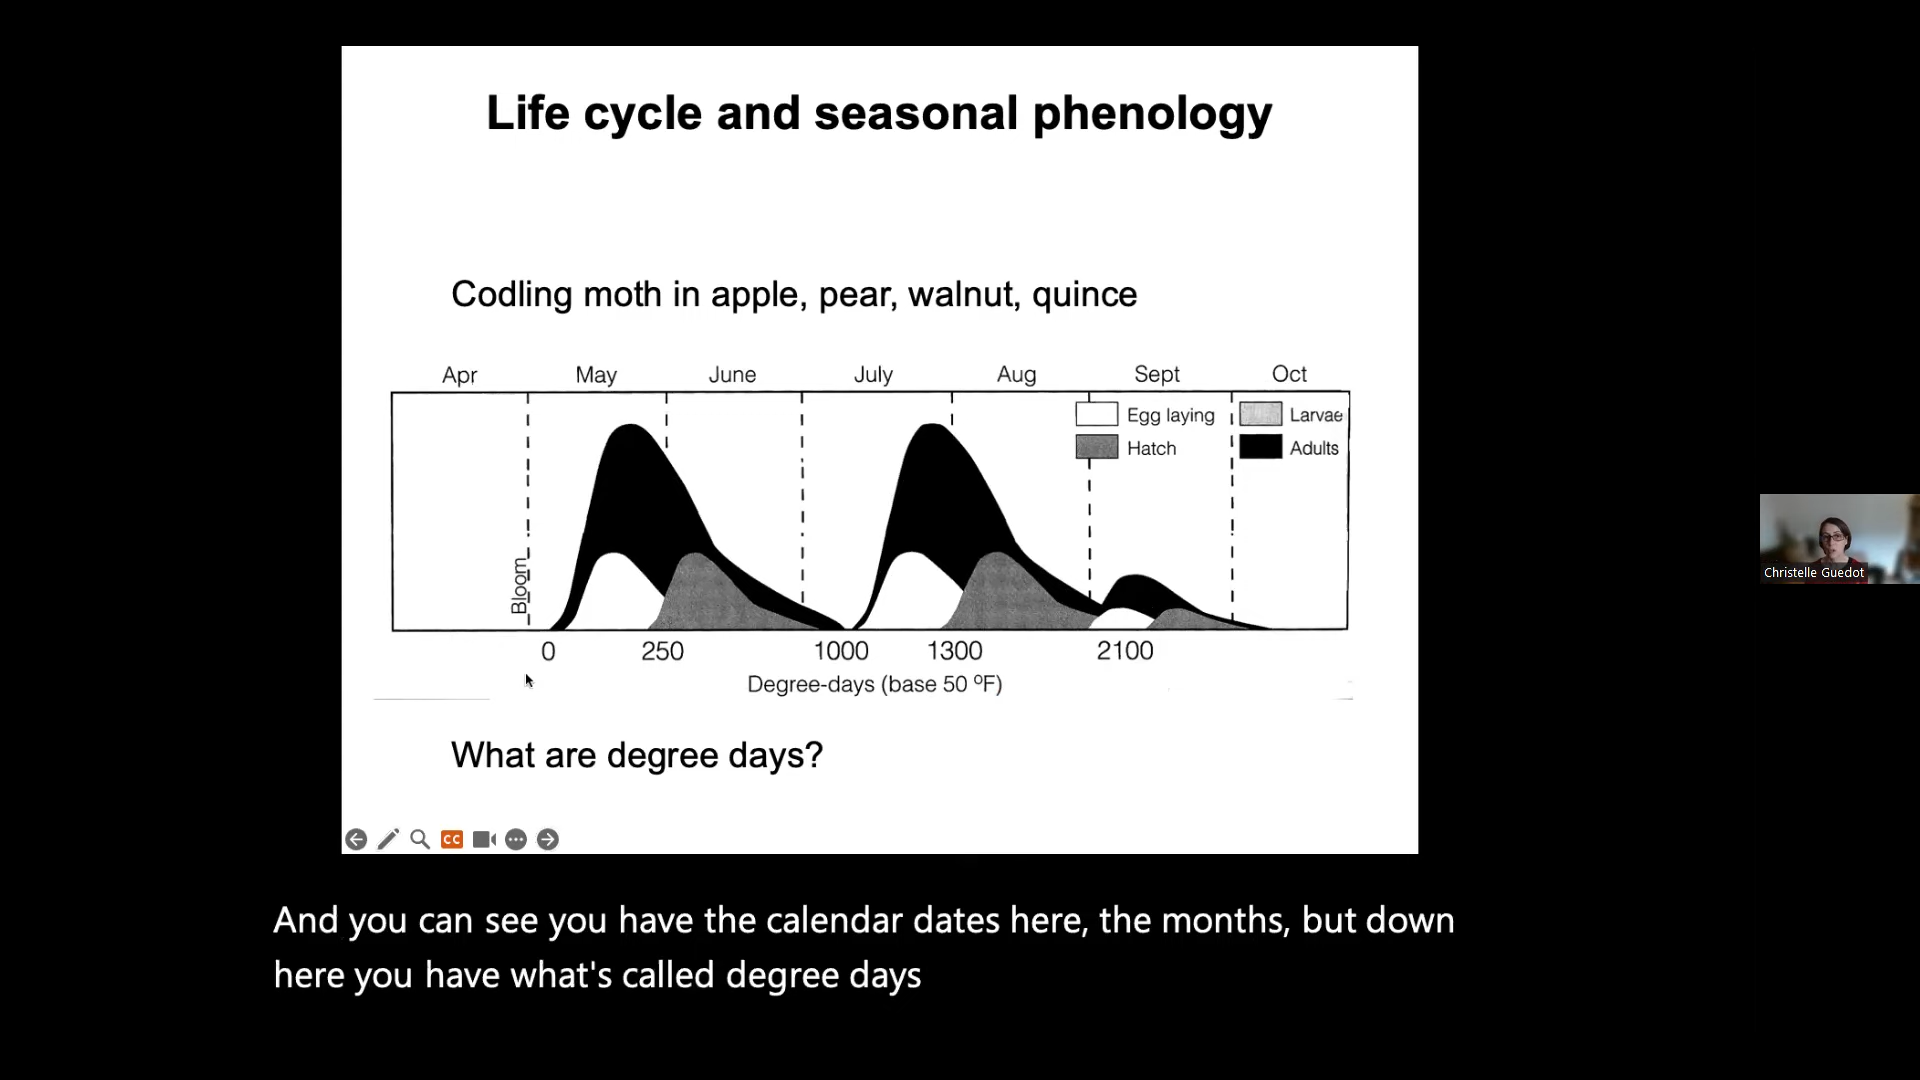 Life cycle and seasonal phenology
Codling moth in apple, pear, walnut, quince
Apr May June July Aug Sept Oct
Egg laying Larvae
Hatch Adults
Bloom
0 250 1000 1300 2100
Degree-days (base 50 ºF)
What are degree days?
CC
Christelle Guedot
And you can see you have the calendar dates here, the months, but down
here you have what's called degree days